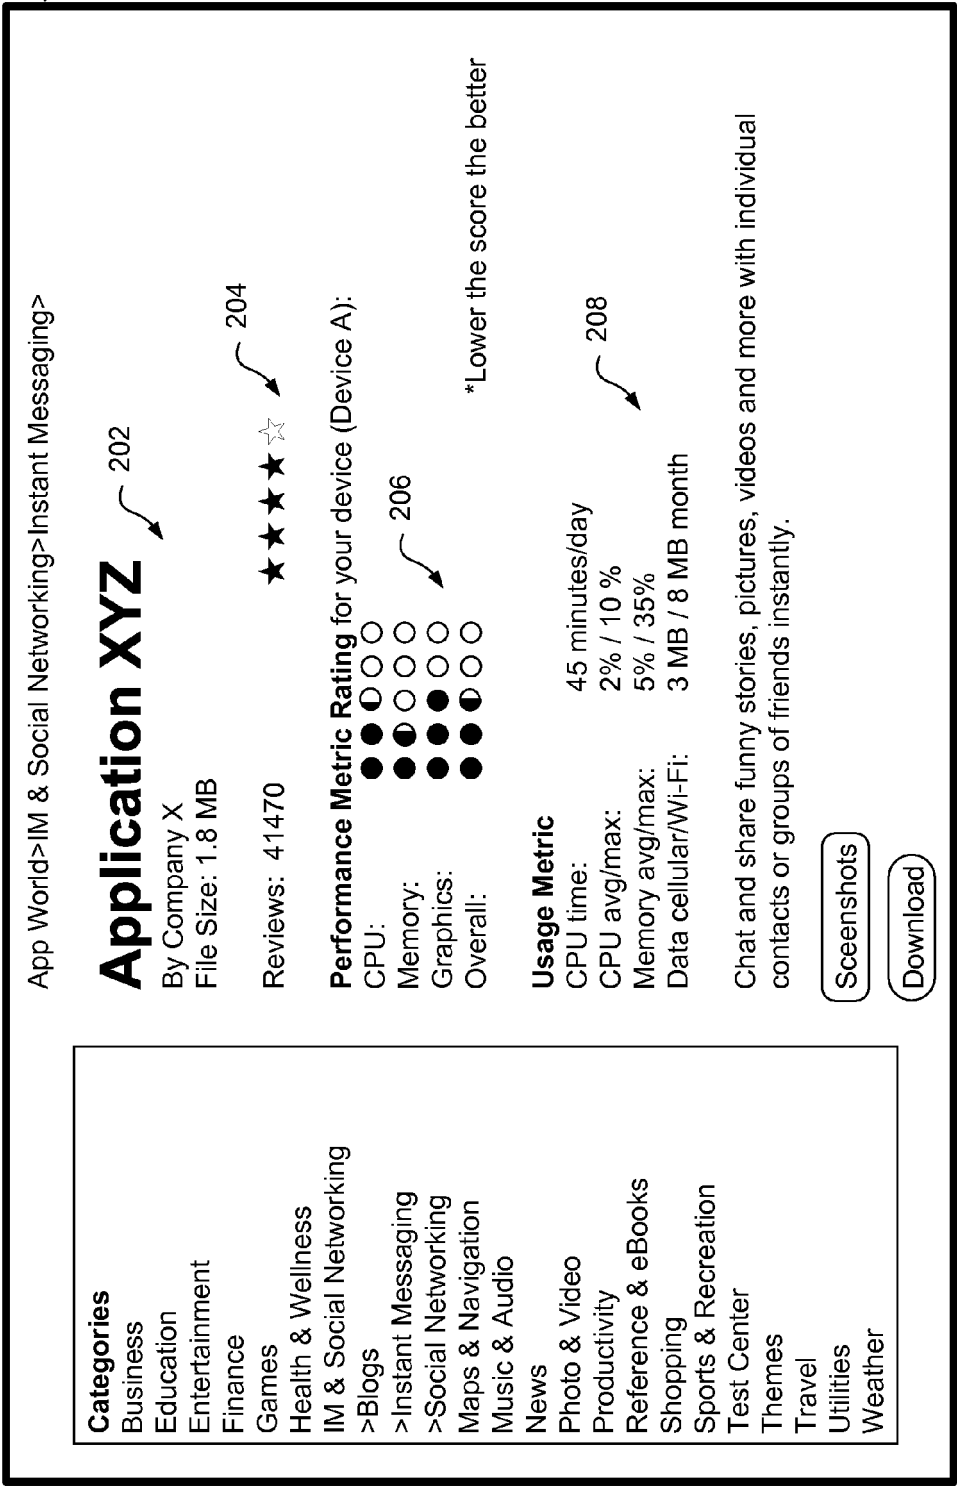 App World>IM & Social Networking>Instant Messaging>
Categories
Business
Education
Entertainment
Finance
Games
Health & Wellness
IM & Social Networking
>Blogs
>Instant Messaging
>Social Networking
Maps & Navigation
Music & Audio
News
Photo & Video
Productivity
Reference & eBooks
Shopping
Sports & Recreation
Test Center
Themes
Travel
Utilities
Weather
Application XYZ
202
By Company X
File Size: 1.8 MB
204
Reviews: 41470
Performance Metric Rating for your device (Device A):
CPU:
Memory:
206
Graphics:
Overall:
*Lower the score the better
Usage Metric
CPU time: 45 minutes/day
208
CPU avg/max: 2% / 10 %
Memory avg/max: 5% / 35%
Data cellular/Wi-Fi: 3 MB / 8 MB month
Chat and share funny stories, pictures, videos and more with individual
contacts or groups of friends instantly.
Sceenshots
Download